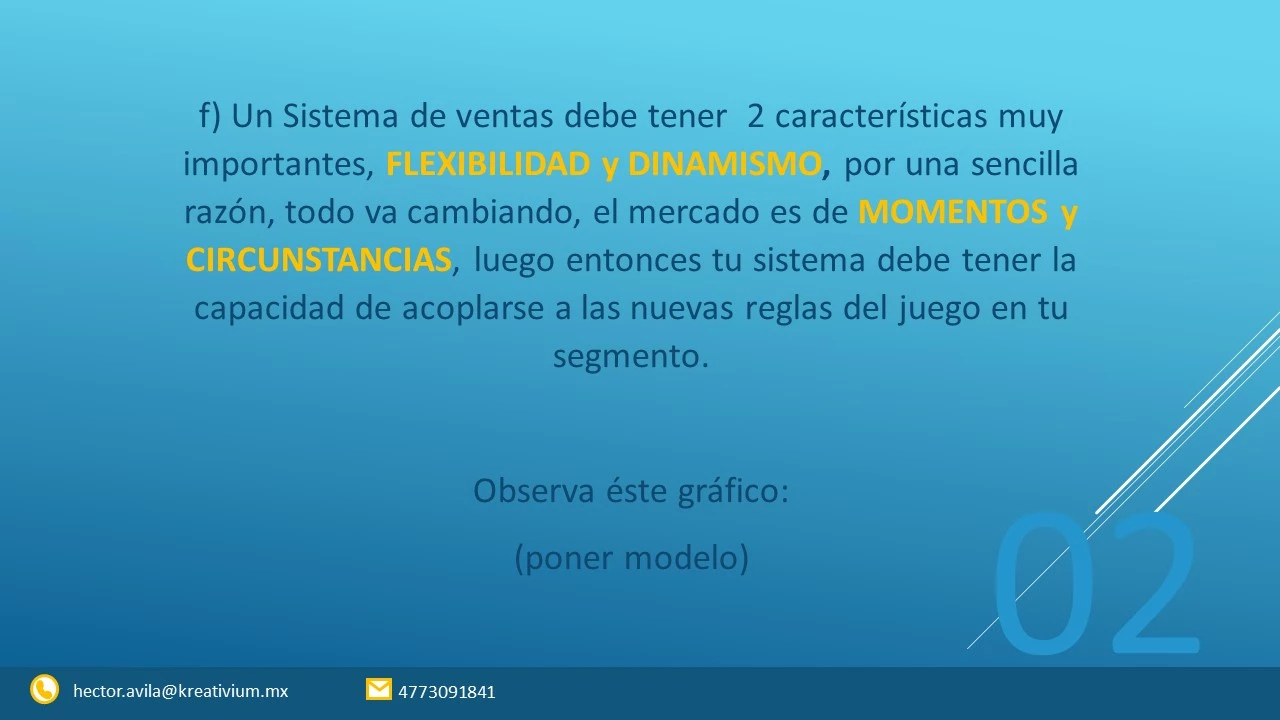 f) Un Sistema de ventas debe tener  2 características muy
importantes, FLEXIBILIDAD y DINAMISMO, por una sencilla
razón, todo va cambiando, el mercado es de MOMENTOS y
CIRCUNSTANCIAS, luego entonces tu sistema debe tener la
capacidad de acoplarse a las nuevas reglas del juego en tu
segmento.
Observa éste gráfico:
(poner modelo)
02
hector.avila@kreativium.mx 4773091841